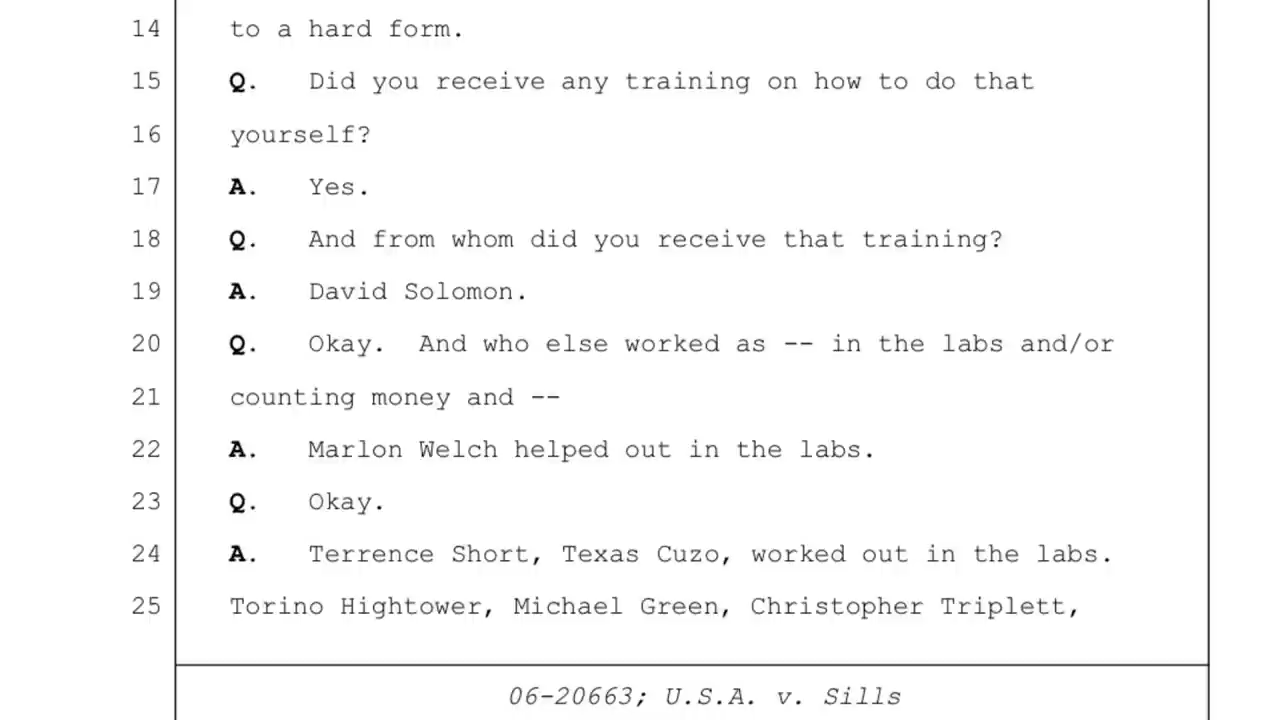 14 to a hard form.
15 Q. Did you receive any training on how to do that
16 yourself?
17 A. Yes.
18 Q. And from whom did you receive that training?
19 A. David Solomon.
20 Q. Okay. And who else worked as -- in the labs and/or
21 counting money and --
22 A. Marlon Welch helped out in the labs.
23 Q. Okay.
24 A. Terrence Short, Texas Cuzo, worked out in the labs.
25 Torino Hightower, Michael Green, Christopher Triplett,
06-20663; U.S.A. v. Sills